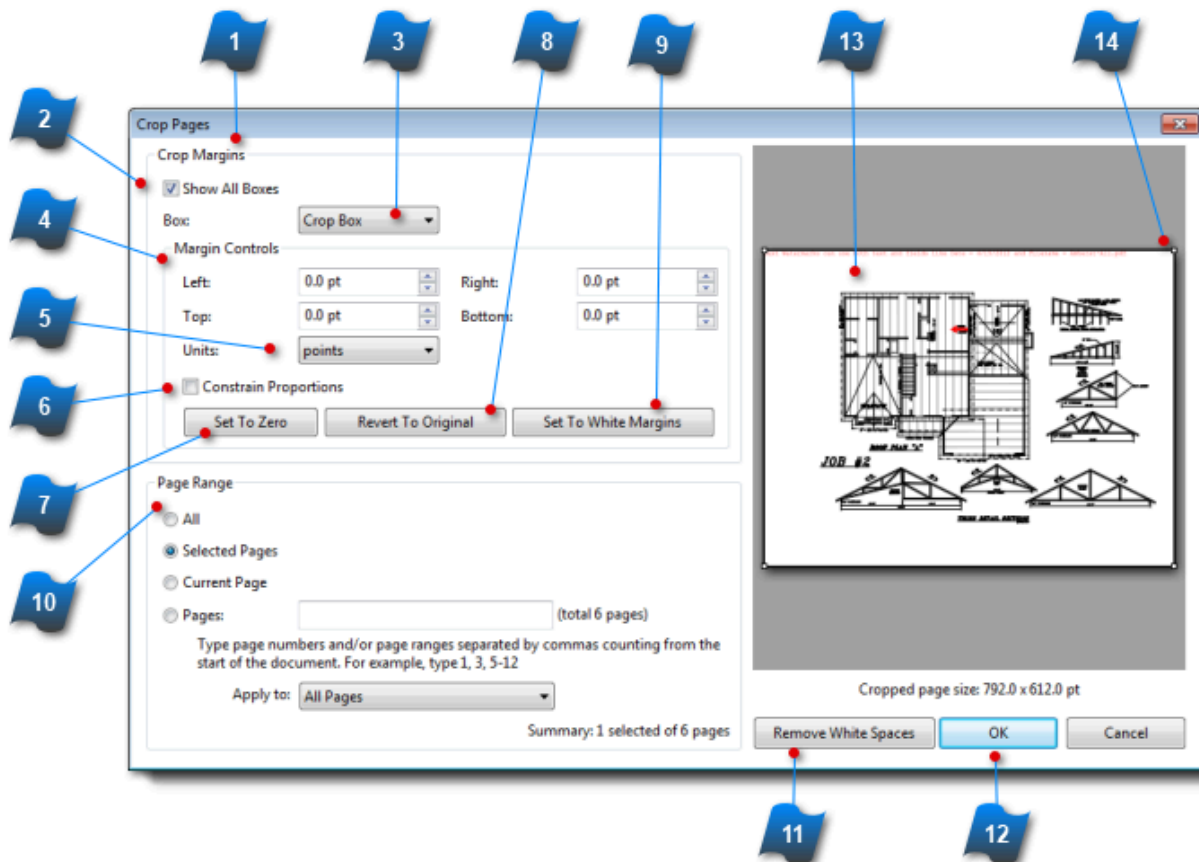 1
3
8
9
13
14
2
Crop Pages
Crop Margins
Show All Boxes
Box: Crop Box
4
Margin Controls
Left: 0.0 pt Right: 0.0 pt
Top: 0.0 pt Bottom: 0.0 pt
5
Units: points
6
Constrain Proportions
Set To Zero Revert To Original Set To White Margins
7
JOB #2
Page Range
All
Selected Pages
10
Current Page
Pages: (total 6 pages)
Type page numbers and/or page ranges separated by commas counting from the
start of the document. For example, type 1, 3, 5-12
Apply to: All Pages
Summary: 1 selected of 6 pages
Cropped page size: 792.0 x 612.0 pt
Remove White Spaces OK Cancel
11
12